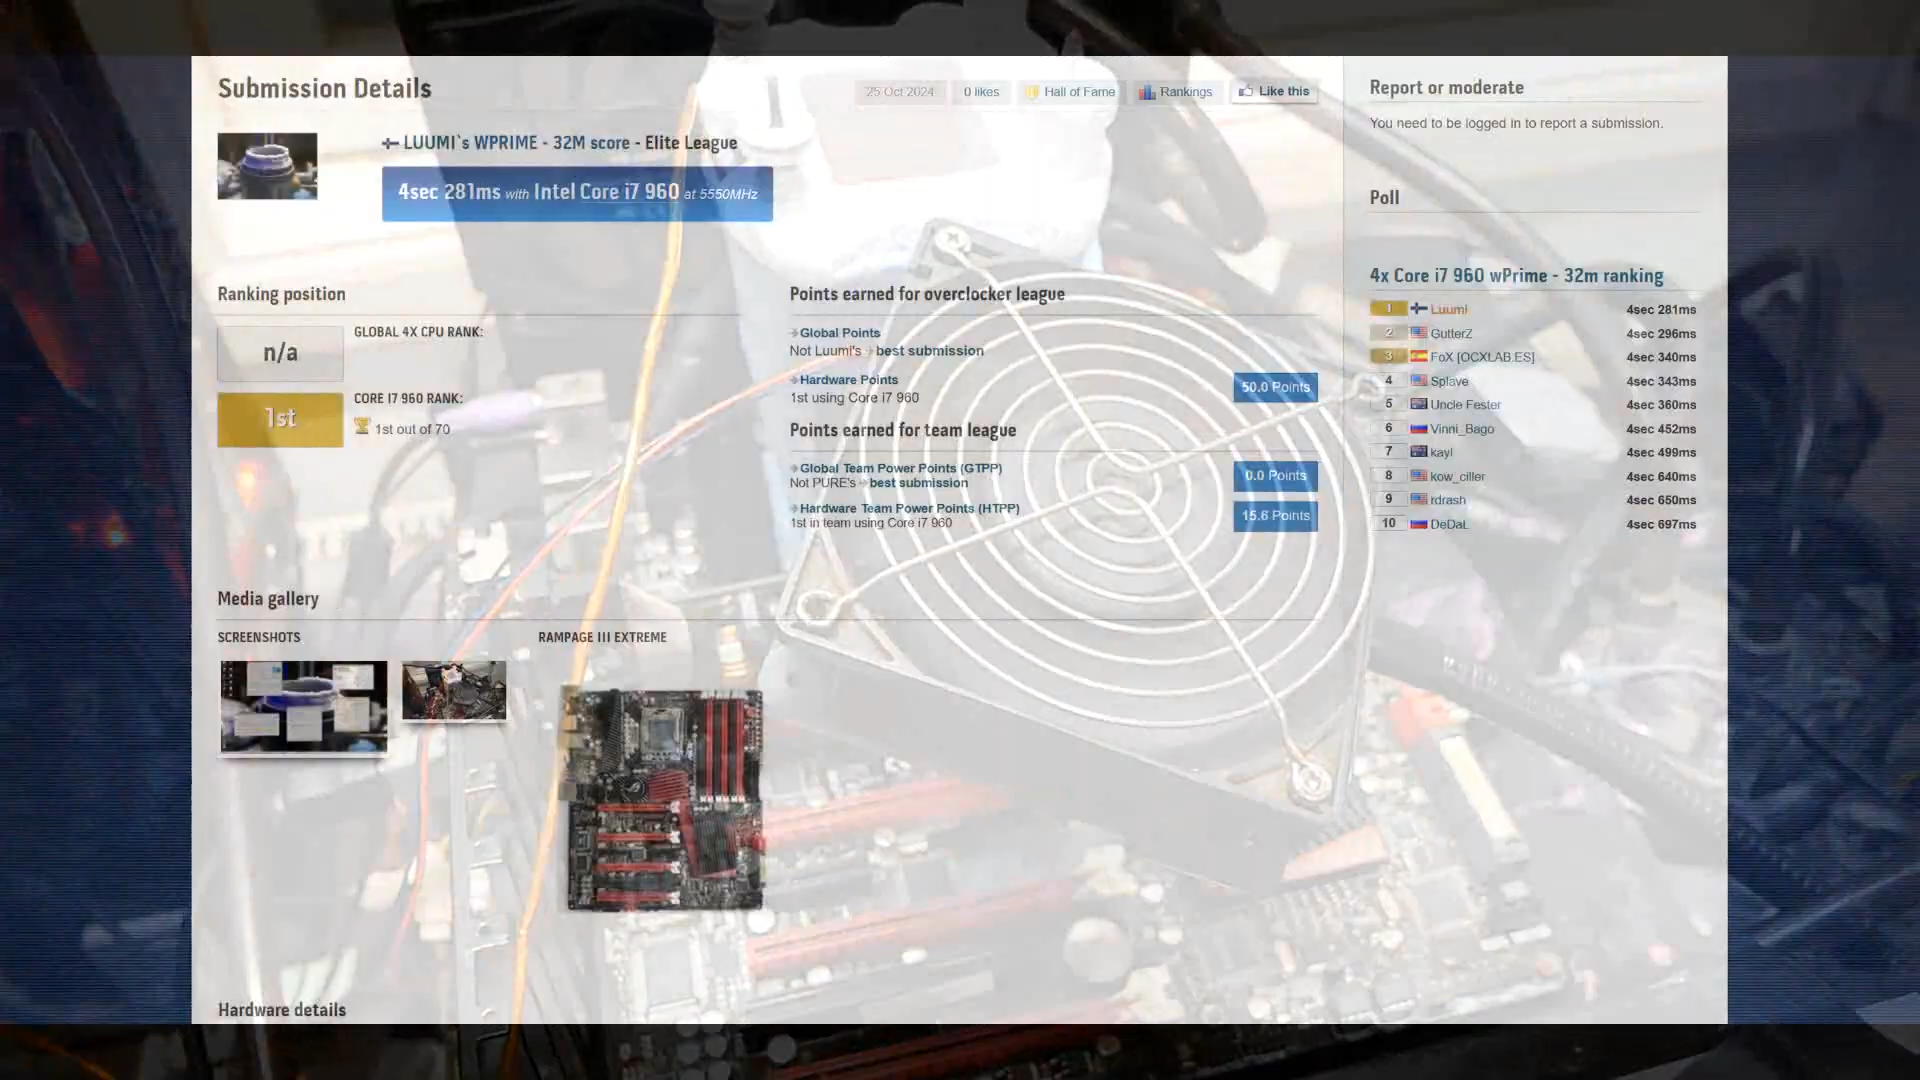 Submission Details
25 Oct 2024
0 likes
Hall of Fame
Rankings
Like this
LUUMI`s WPRIME - 32M score - Elite League
4sec 281ms with Intel Core i7 960 at 5550MHz
Ranking position
n/a
GLOBAL 4X CPU RANK:
1st
CORE I7 960 RANK:
1st out of 70
Points earned for overclocker league
Global Points
Not Luumi's best submission
Hardware Points
1st using Core i7 960
50.0 Points
Points earned for team league
Global Team Power Points (GTPP)
Not PURE's best submission
0.0 Points
Hardware Team Power Points (HTPP)
1st in team using Core i7 960
15.6 Points
Media gallery
SCREENSHOTS
RAMPAGE III EXTREME
Hardware details
Report or moderate
You need to be logged in to report a submission.
Poll
4x Core i7 960 wPrime - 32m ranking
1 Luumi 4sec 281ms
2 GutterZ 4sec 296ms
3 FoX [OCXLAB.ES] 4sec 340ms
4 Splave 4sec 343ms
5 Uncle Fester 4sec 360ms
6 Vinni_Bago 4sec 452ms
7 kayl 4sec 499ms
8 kow_ciller 4sec 640ms
9 rdrash 4sec 650ms
10 DeDaL 4sec 697ms